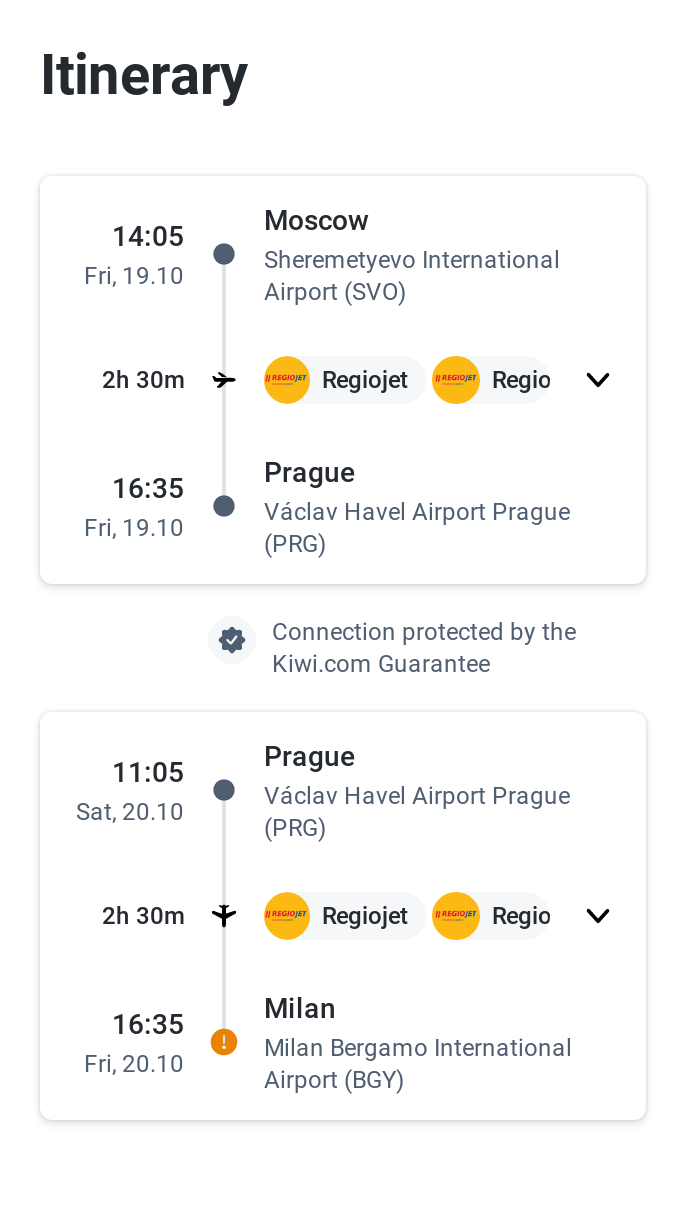 Itinerary
14:05
Fri, 19.10
Moscow
Sheremetyevo International
Airport (SVO)
2h 30m
REGIOJET
Regiojet
REGIOJET
Regio
16:35
Fri, 19.10
Prague
Václav Havel Airport Prague
(PRG)
Connection protected by the
Kiwi.com Guarantee
11:05
Sat, 20.10
Prague
Václav Havel Airport Prague
(PRG)
2h 30m
REGIOJET
Regiojet
REGIOJET
Regio
16:35
Fri, 20.10
Milan
Milan Bergamo International
Airport (BGY)